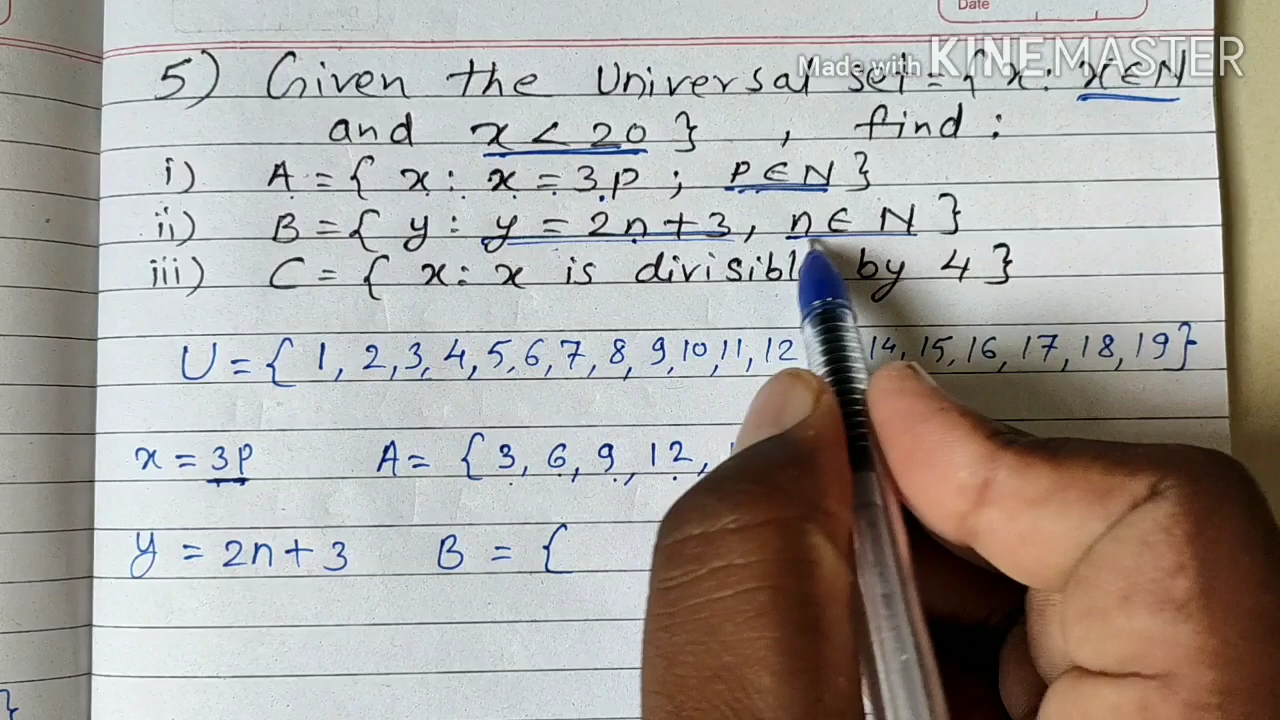 Date
Made with KINEMASTER
5) Given the Universal set = { x : x ∈ N
and x < 20 } , find :
i) A = { x : x = 3p ; P ∈ N }
ii) B = { y : y = 2n + 3, n ∈ N }
iii) C = { x : x is divisible by 4 }
U = { 1, 2, 3, 4, 5, 6, 7, 8, 9, 10, 11, 12 14, 15, 16, 17, 18, 19 }
x = 3p A = { 3, 6, 9, 12,
y = 2n + 3 B = {
}